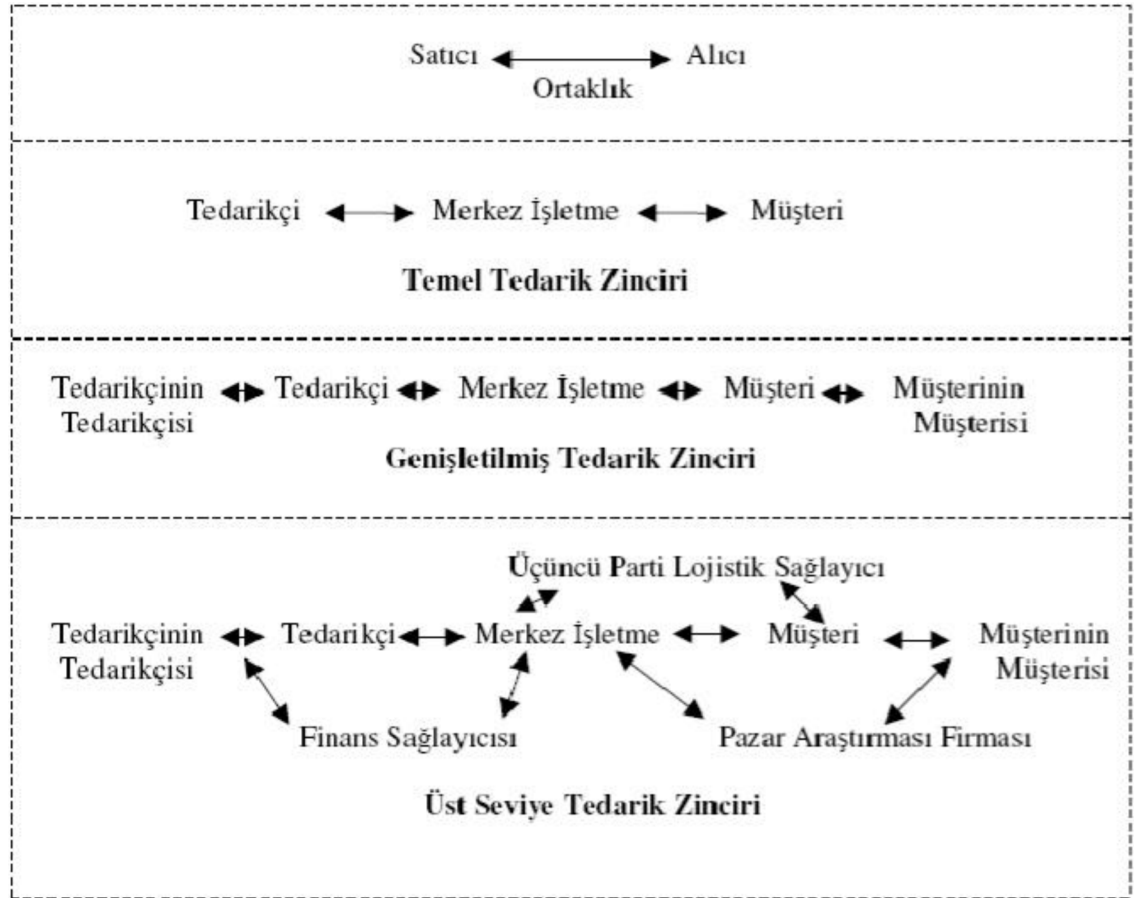 Satıcı Alıcı
Ortaklık
Tedarikçi Merkez İşletme Müşteri
Temel Tedarik Zinciri
Tedarikçinin Tedarikçi Merkez İşletme Müşteri Müşterinin
Tedarikçisi Müşterisi
Genişletilmiş Tedarik Zinciri
Üçüncü Parti Lojistik Sağlayıcı
Tedarikçinin Tedarikçi Merkez İşletme Müşteri Müşterinin
Tedarikçisi Müşterisi
Finans Sağlayıcısı Pazar Araştırması Firması
Üst Seviye Tedarik Zinciri